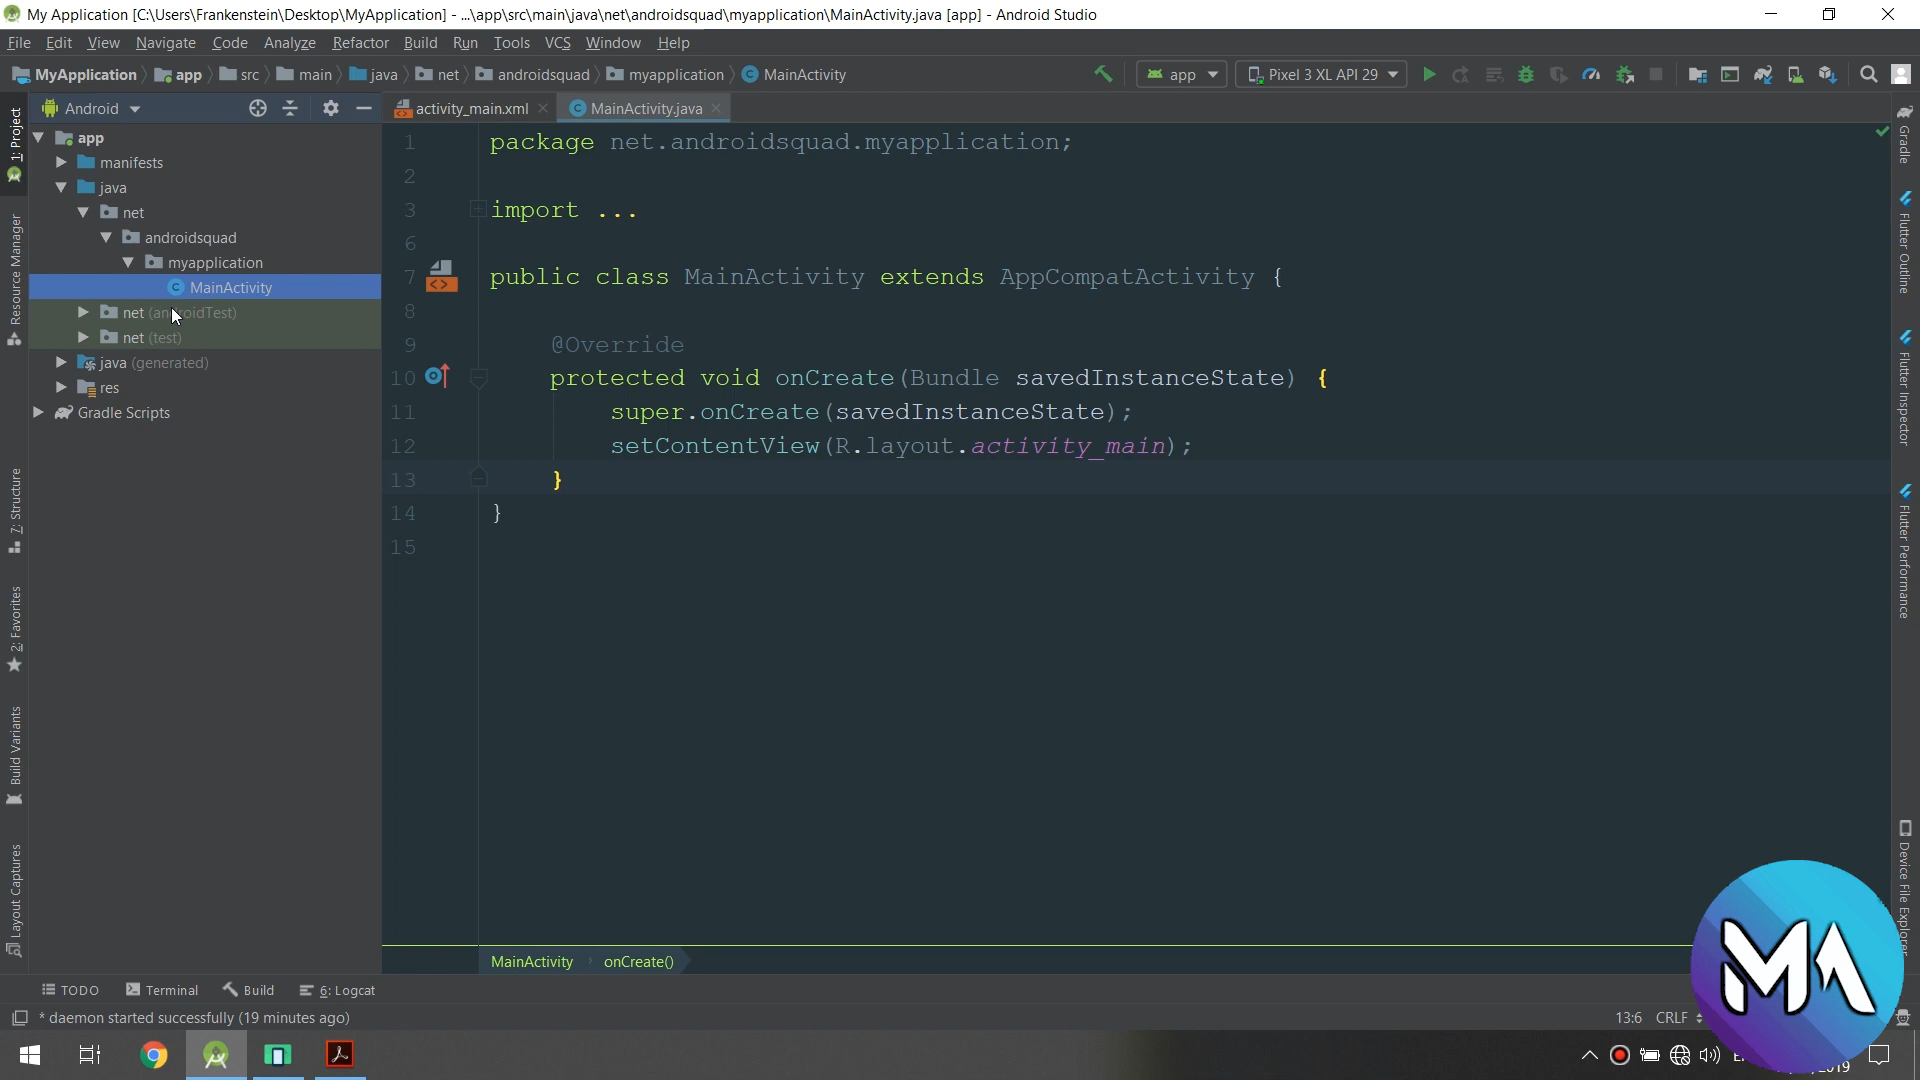 My Application [C:\Users\Frankenstein\Desktop\MyApplication] - ...\app\src\main\java\net\androidsquad\myapplication\MainActivity.java [app] - Android Studio
File Edit View Navigate Code Analyze Refactor Build Run Tools VCS Window Help
MyApplication app src main java net androidsquad myapplication MainActivity app Pixel 3 XL API 29
Android activity_main.xml MainActivity.java
app
manifests
java
net
androidsquad
myapplication
MainActivity
net
net (test)
java (generated)
res
Gradle Scripts
1: Project
Resource Manager
7: Structure
2: Favorites
Build Variants
Layout Captures
1 package net.androidsquad.myapplication;
2
3 import ...
6
7 public class MainActivity extends AppCompatActivity {
8
9 @Override
10 protected void onCreate(Bundle savedInstanceState) {
11 super.onCreate(savedInstanceState);
12 setContentView(R.layout.activity_main);
13 }
14 }
15
Gradle
Flutter Outline
Flutter Inspector
Flutter Performance
Device File Explorer
MainActivity onCreate()
TODO Terminal Build 6: Logcat
* daemon started successfully (19 minutes ago) 13:6 CRLF
MA